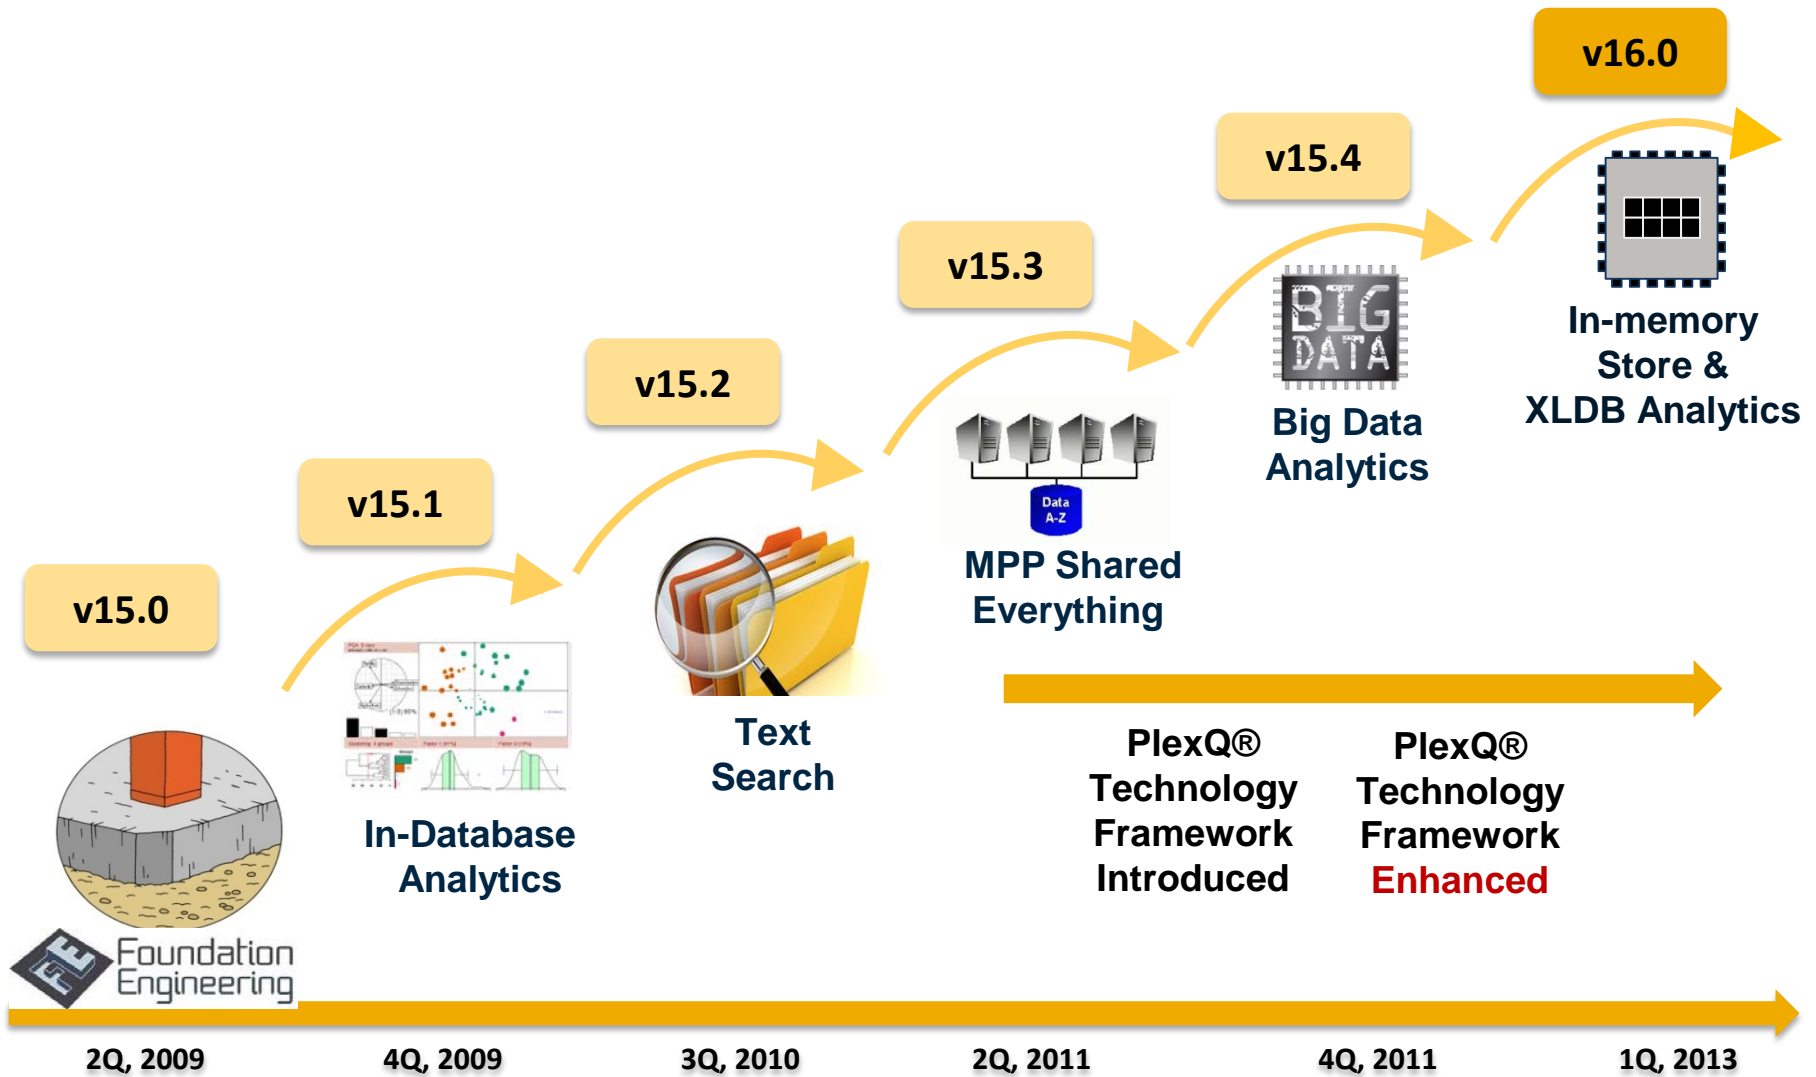 v16.0
v15.4
v15.3
v15.2
v15.1
v15.0
In-memory
Store &
XLDB Analytics
BIG
DATA
Big Data
Analytics
Data
A-Z
MPP Shared
Everything
Text
Search
In-Database
Analytics
PlexQ®
Technology
Framework
Introduced
PlexQ®
Technology
Framework
Enhanced
FE
Foundation
Engineering
2Q, 2009
4Q, 2009
3Q, 2010
2Q, 2011
4Q, 2011
1Q, 2013